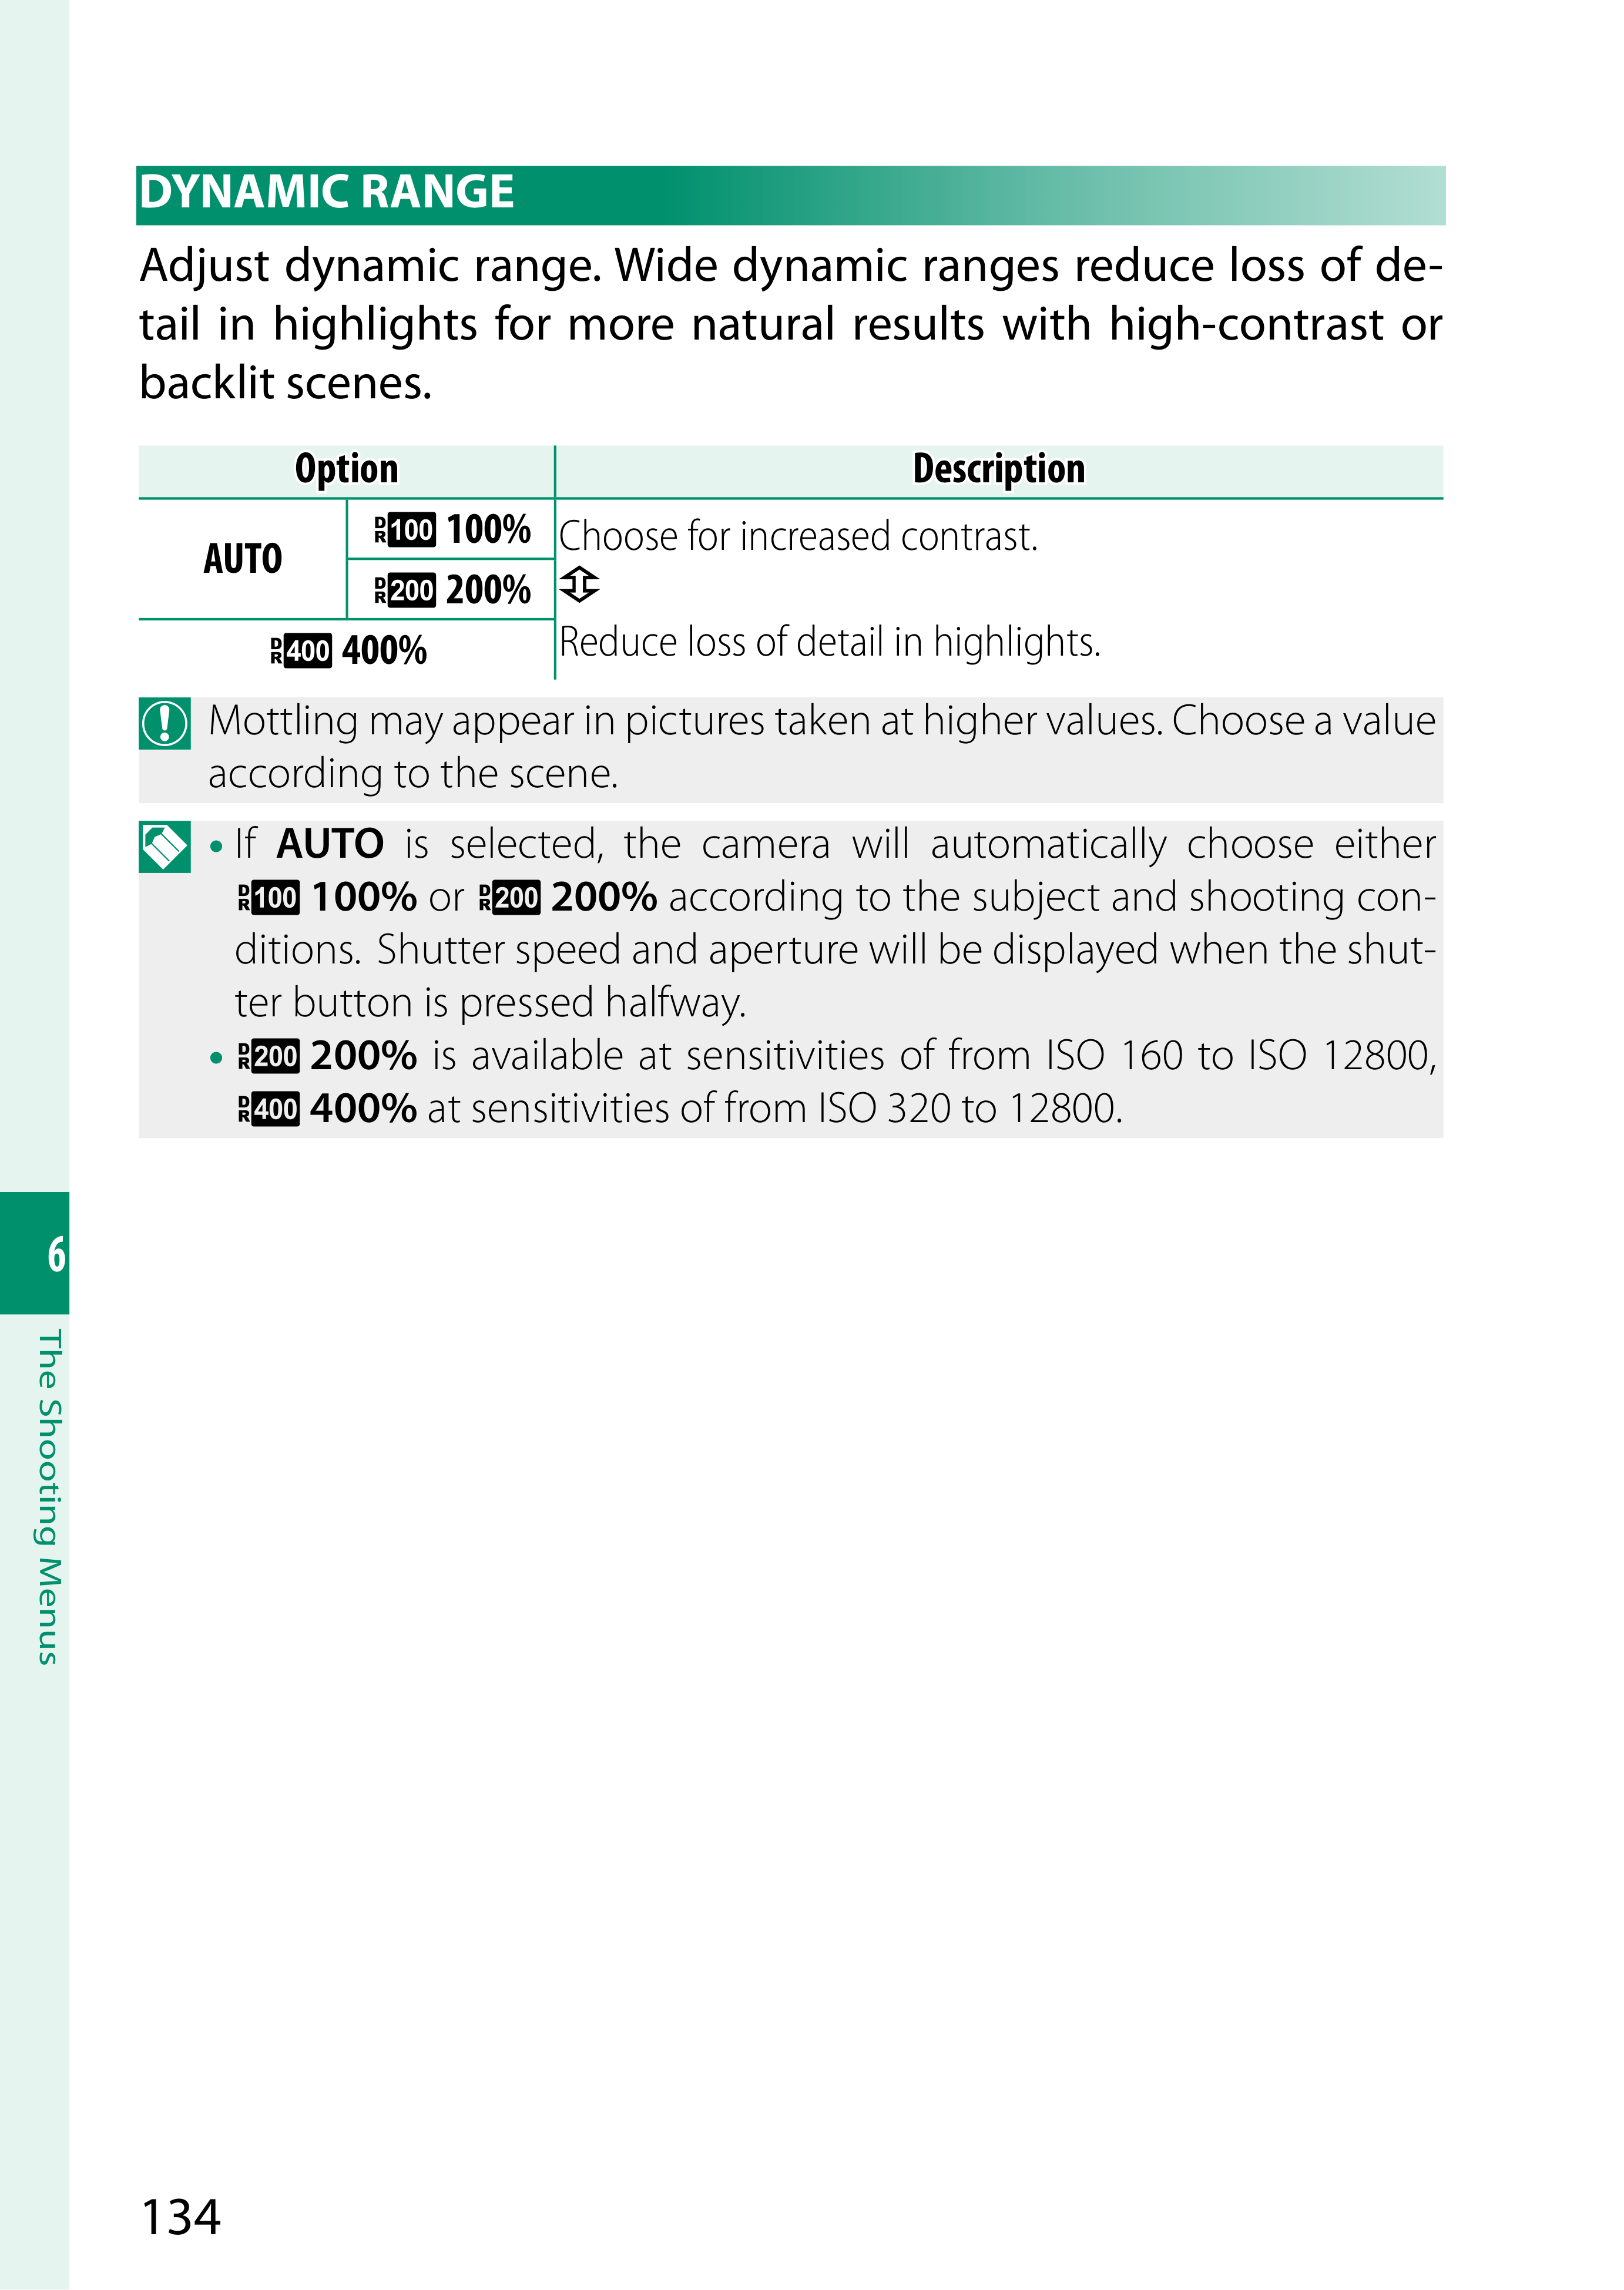 DYNAMIC RANGE
Adjust dynamic range. Wide dynamic ranges reduce loss of de-
tail in highlights for more natural results with high-contrast or
backlit scenes.
Option Description
AUTO
DR100 100%
DR200 200%
DR400 400%
Choose for increased contrast.
Reduce loss of detail in highlights.
Mottling may appear in pictures taken at higher values. Choose a value
according to the scene.
• If AUTO is selected, the camera will automatically choose either
DR100 100% or DR200 200% according to the subject and shooting con-
ditions. Shutter speed and aperture will be displayed when the shut-
ter button is pressed halfway.
• DR200 200% is available at sensitivities of from ISO 160 to ISO 12800,
DR400 400% at sensitivities of from ISO 320 to 12800.
6
The Shooting Menus
134